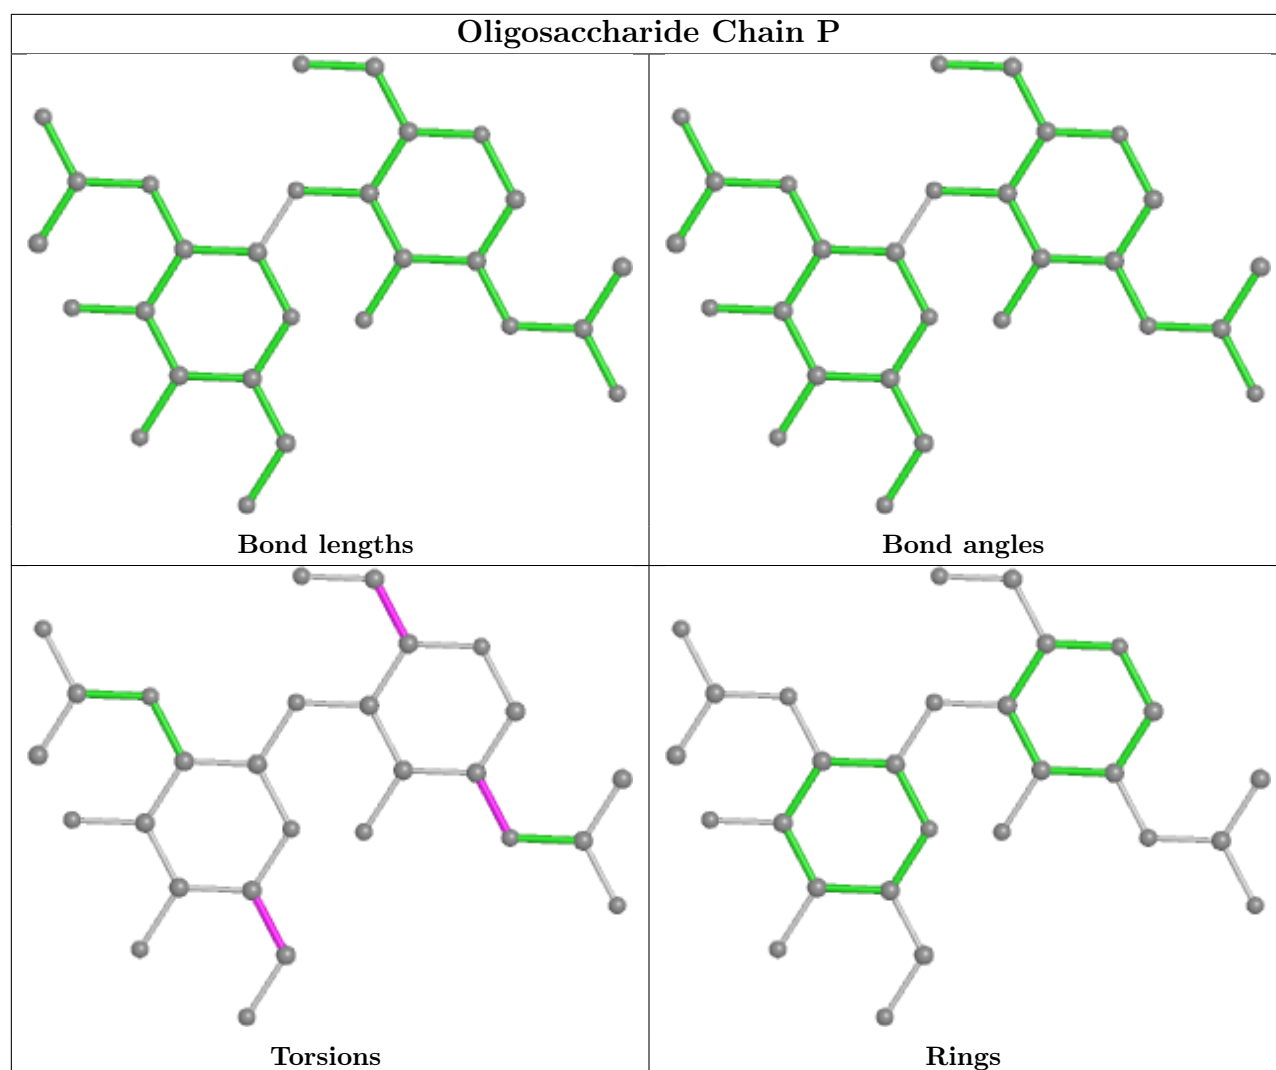 Oligosaccharide Chain P
Bond lengths
Bond angles
Torsions
Rings